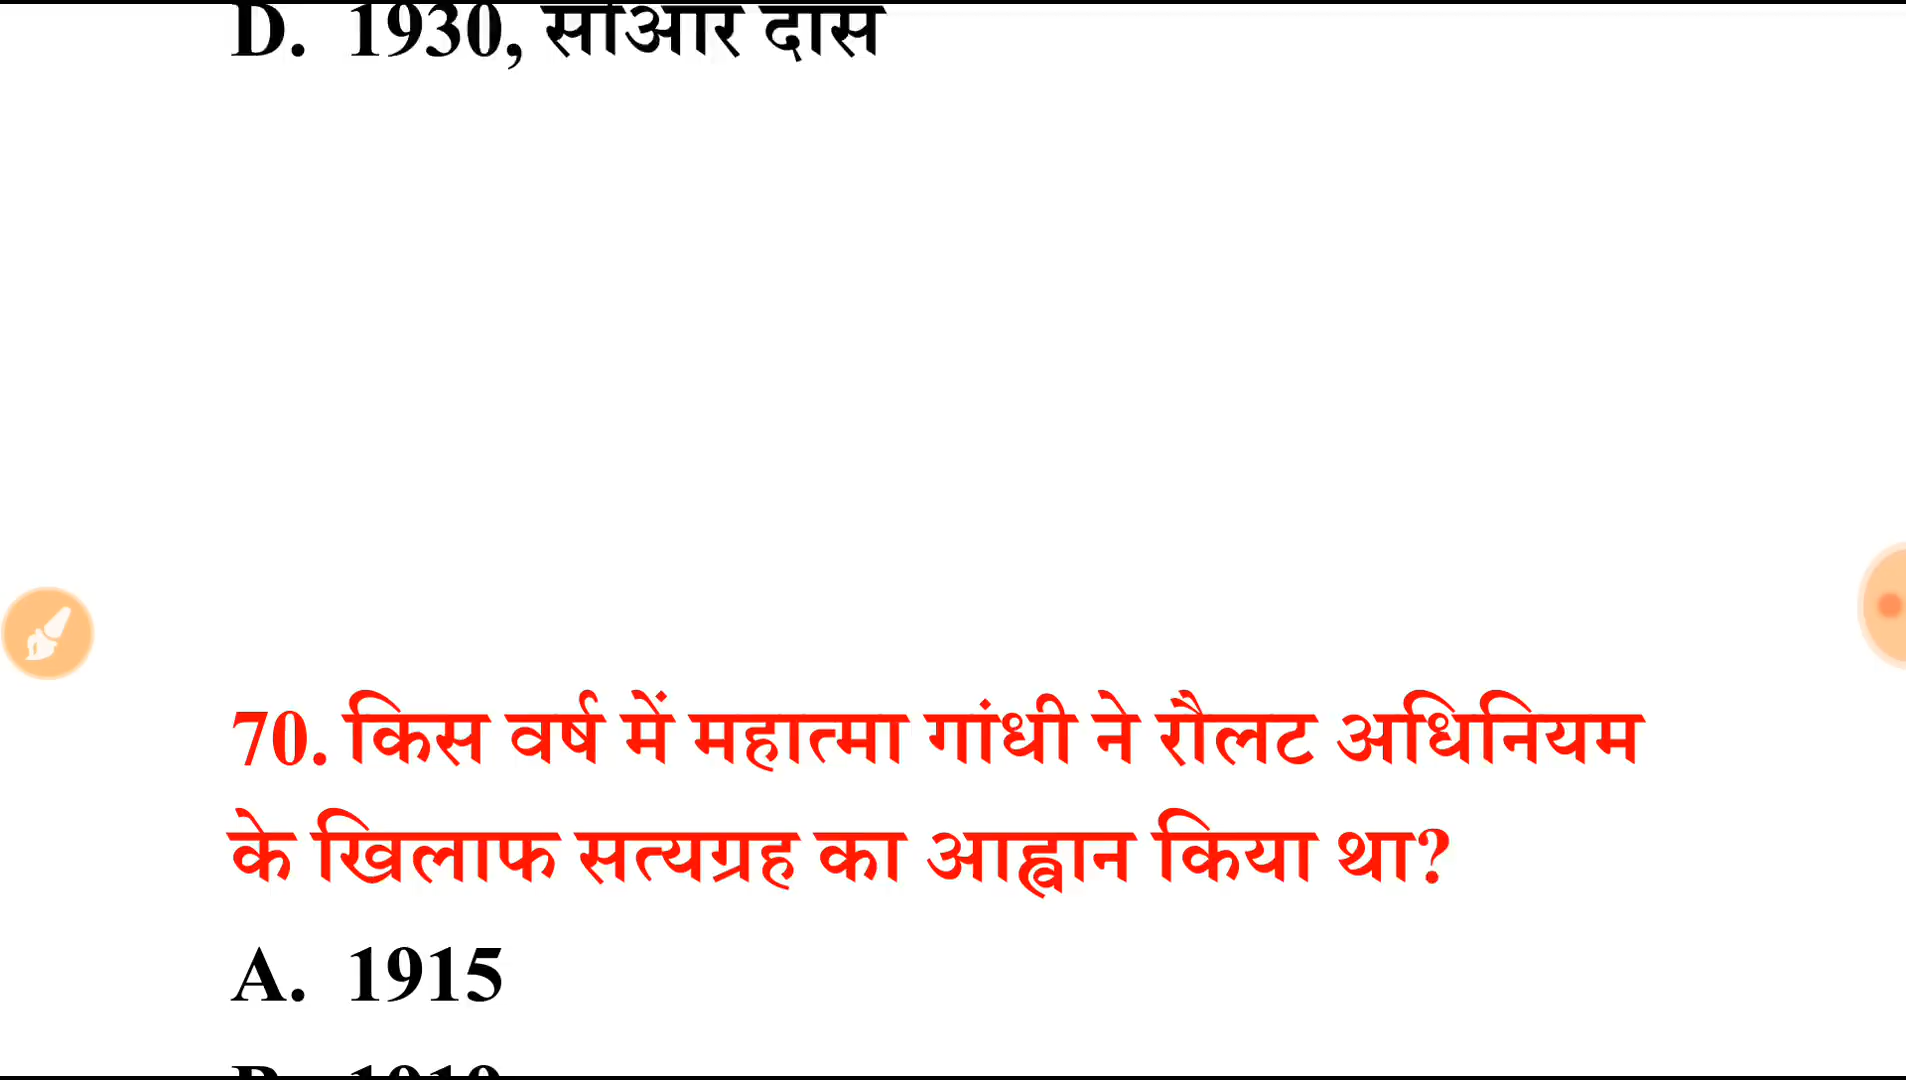 D. 1930, सीआर दास
70. किस वर्ष में महात्मा गांधी ने रौलट अधिनियम
के खिलाफ सत्यग्रह का आह्वान किया था?
A. 1915